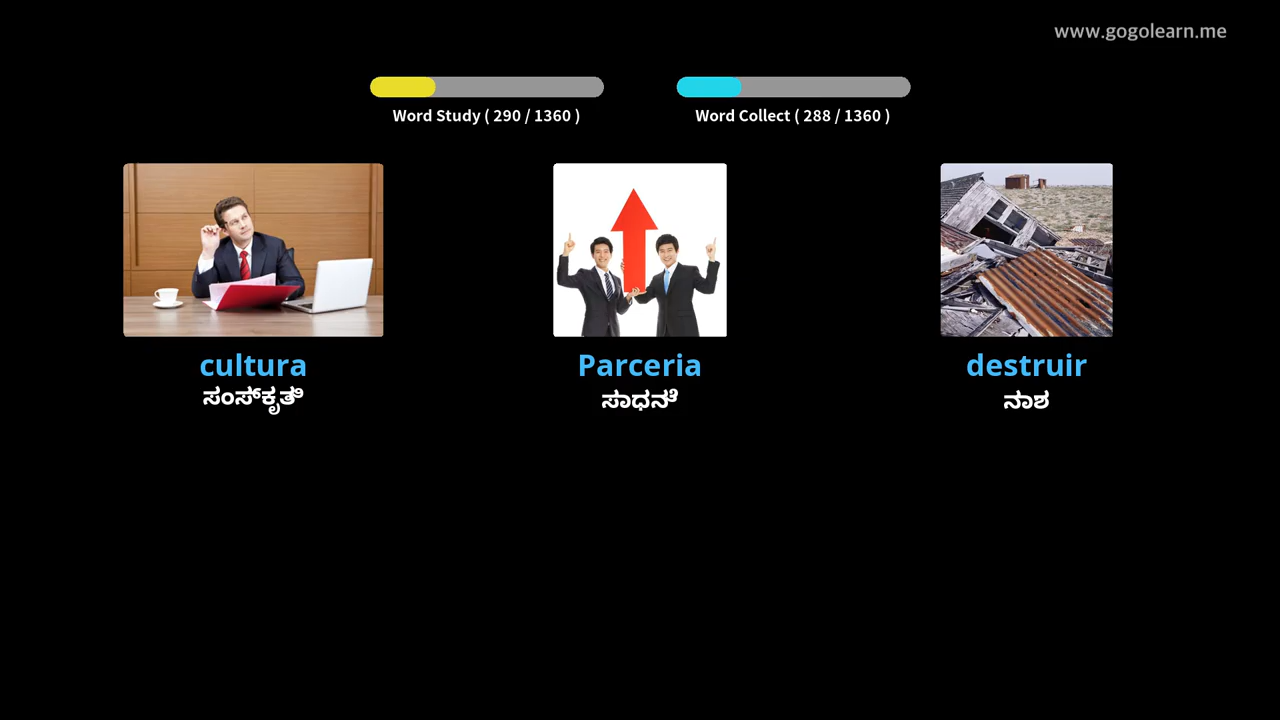 www.gogolearn.me
Word Study ( 290 / 1360 )
Word Collect ( 288 / 1360 )
cultura
ಸಂಸ್ಕೃತಿ
Parceria
ಸಾಧನೆ
destruir
ನಾಶ